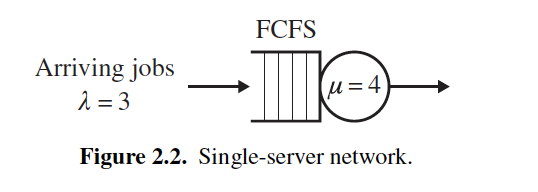 FCFS
Arriving jobs
λ = 3
μ = 4
Figure 2.2. Single-server network.